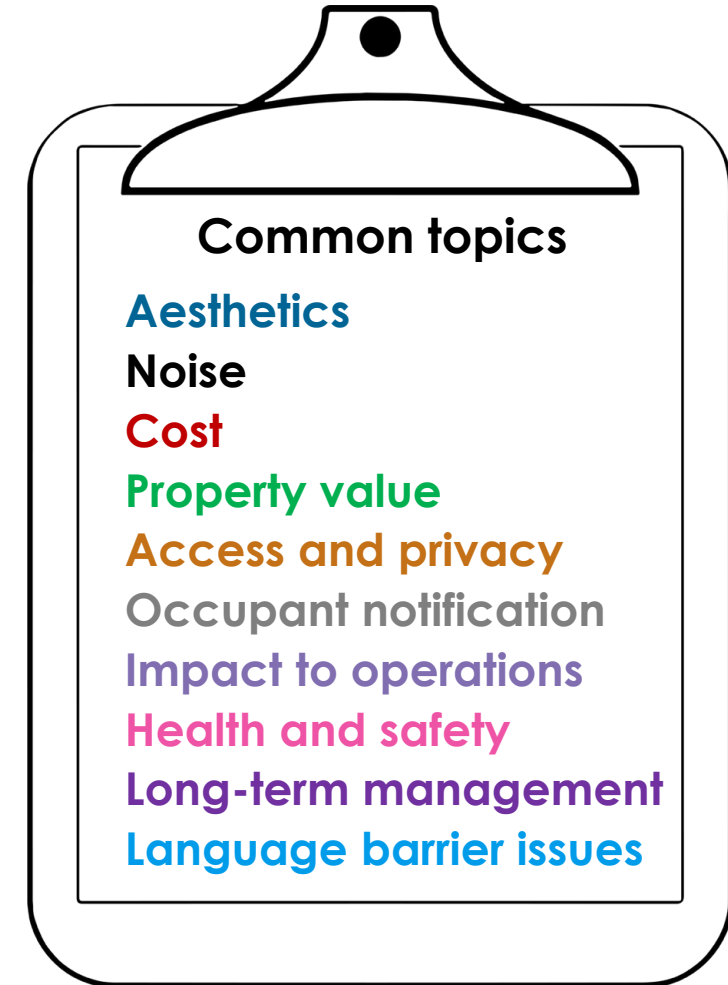 Common topics
Aesthetics
Noise
Cost
Property value
Access and privacy
Occupant notification
Impact to operations
Health and safety
Long-term management
Language barrier issues